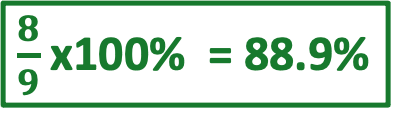 8/9 x100% = 88.9%